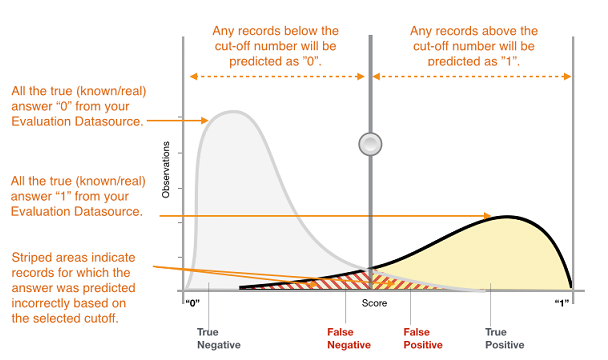 Any records below the
cut-off number will be
predicted as ”0”.
Any records above the
cut-off number will be
predicted as ”1”.
All the true (known/real)
answer “0” from your
Evaluation Datasource.
All the true (known/real)
answer “1” from your
Evaluation Datasource.
Striped areas indicate
records for which the
answer was predicted
incorrectly based on
the selected cutoff.
Observations
“0”
Score
“1”
True
Negative
False
Negative
False
Positive
True
Positive